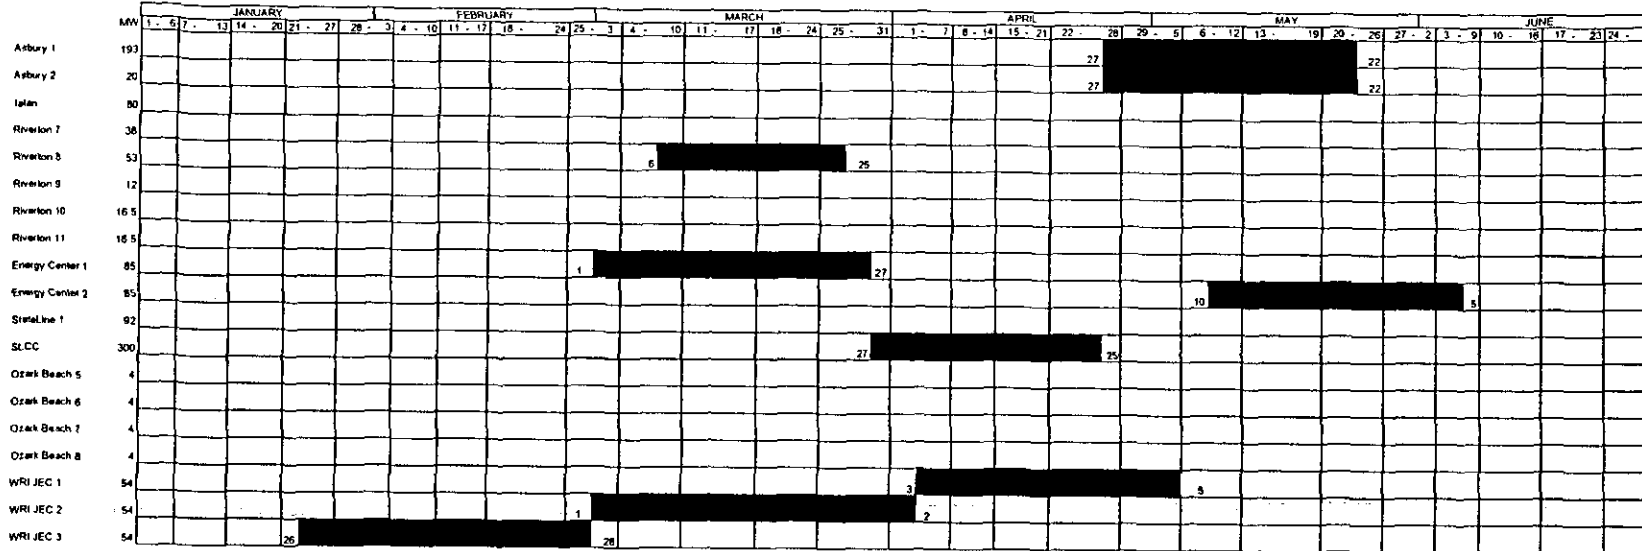 JANUARY FEBRUARY MARCH APRIL MAY JUNE
MW 1 - 6 7 - 13 14 - 20 21 - 27 28 - 3 4 - 10 11 - 17 18 - 24 25 - 3 4 - 10 11 - 17 18 - 24 25 - 31 1 - 7 8 - 14 15 - 21 22 - 28 29 - 5 6 - 12 13 - 19 20 - 26 27 - 2 3 - 9 10 - 16 17 - 23 24 -
Asbury 1 193 27 22
Asbury 2 20 27 22
Iatan 80
Riverton 7 38
Riverton 8 53 6 25
Riverton 9 12
Riverton 10 16.5
Riverton 11 16.5
Energy Center 1 85 1 27
Energy Center 2 85 10 5
StateLine 1 92
SLCC 300 27 25
Ozark Beach 5 4
Ozark Beach 6 4
Ozark Beach 7 4
Ozark Beach 8 4
WRI JEC 1 54 3 5
WRI JEC 2 54 1 2
WRI JEC 3 54 26 28